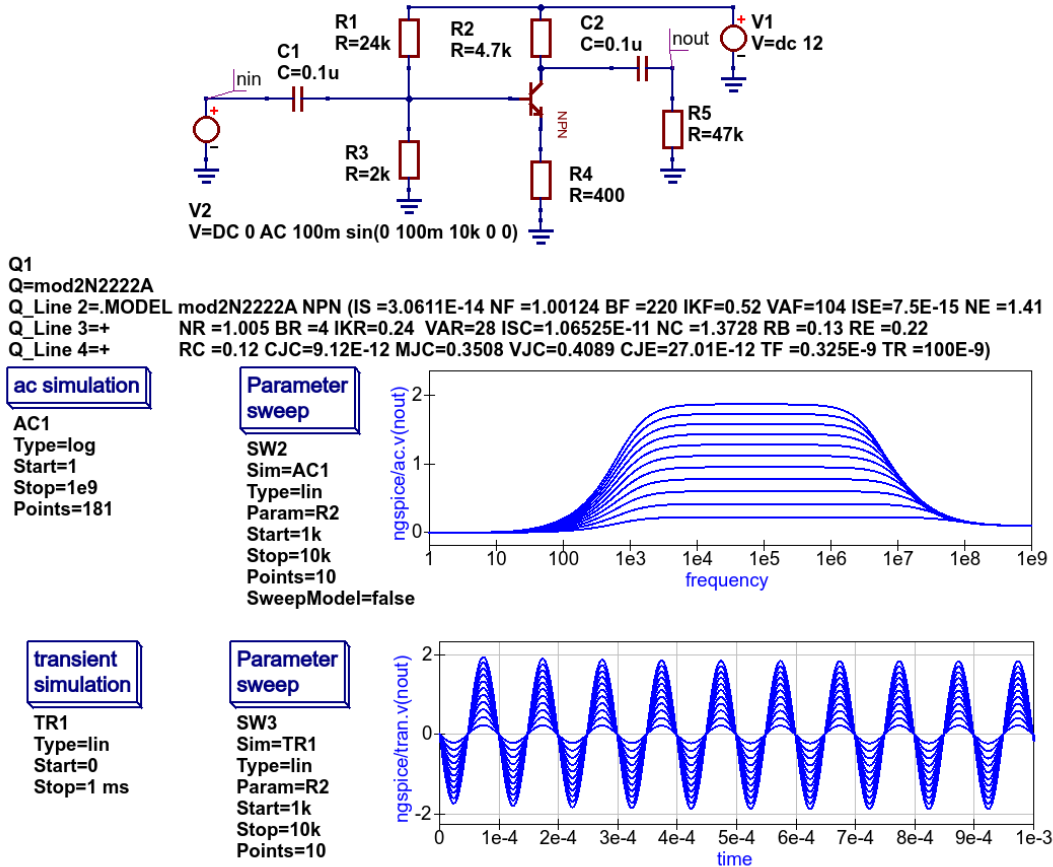 R1
R=24k
R2
R=4.7k
C2
C=0.1u
nout
V1
V=dc 12
C1
C=0.1u
nin
NPN
R5
R=47k
R3
R=2k
R4
R=400
V2
V=DC 0 AC 100m sin(0 100m 10k 0 0)
Q1
Q=mod2N2222A
Q_Line 2=.MODEL mod2N2222A NPN (IS =3.0611E-14 NF =1.00124 BF =220 IKF=0.52 VAF=104 ISE=7.5E-15 NE =1.41
Q_Line 3=+ NR =1.005 BR =4 IKR=0.24 VAR=28 ISC=1.06525E-11 NC =1.3728 RB =0.13 RE =0.22
Q_Line 4=+ RC =0.12 CJC=9.12E-12 MJC=0.3508 VJC=0.4089 CJE=27.01E-12 TF =0.325E-9 TR =100E-9)
ac simulation
AC1
Type=log
Start=1
Stop=1e9
Points=181
Parameter
sweep
SW2
Sim=AC1
Type=lin
Param=R2
Start=1k
Stop=10k
Points=10
SweepModel=false
ngspice/ac.v(nout)
2
1
0
1 10 100 1e3 1e4 1e5 1e6 1e7 1e8 1e9
frequency
transient
simulation
TR1
Type=lin
Start=0
Stop=1 ms
Parameter
sweep
SW3
Sim=TR1
Type=lin
Param=R2
Start=1k
Stop=10k
Points=10
ngspice/tran.v(nout)
2
0
-2
0 1e-4 2e-4 3e-4 4e-4 5e-4 6e-4 7e-4 8e-4 9e-4 1e-3
time